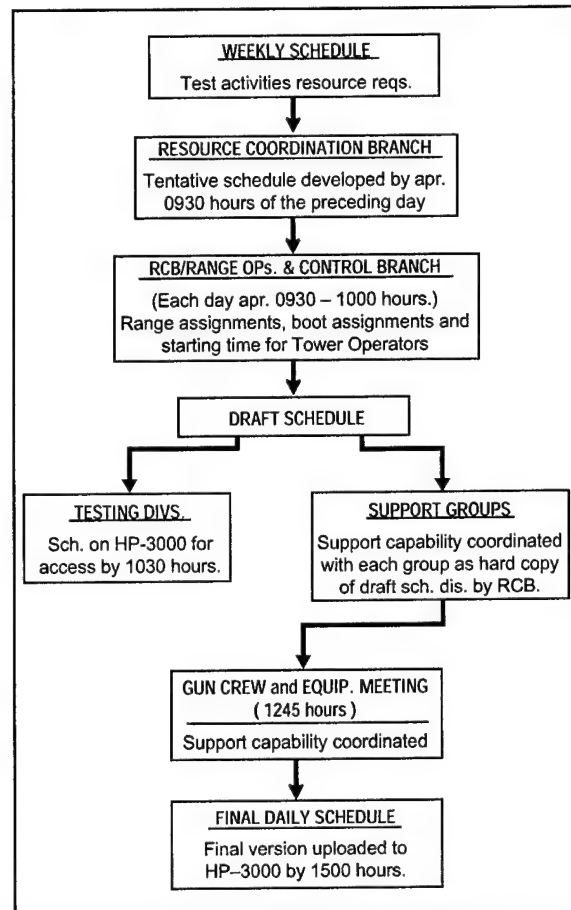 WEEKLY SCHEDULE
Test activities resource reqs.
RESOURCE COORDINATION BRANCH
Tentative schedule developed by apr.
0930 hours of the preceding day
RCB/RANGE OPs. & CONTROL BRANCH
(Each day apr. 0930 – 1000 hours.)
Range assignments, boot assignments and
starting time for Tower Operators
DRAFT SCHEDULE
TESTING DIVS.
Sch. on HP-3000 for
access by 1030 hours.
SUPPORT GROUPS
Support capability coordinated
with each group as hard copy
of draft sch. dis. by RCB.
GUN CREW and EQUIP. MEETING
( 1245 hours )
Support capability coordinated
FINAL DAILY SCHEDULE
Final version uploaded to
HP–3000 by 1500 hours.